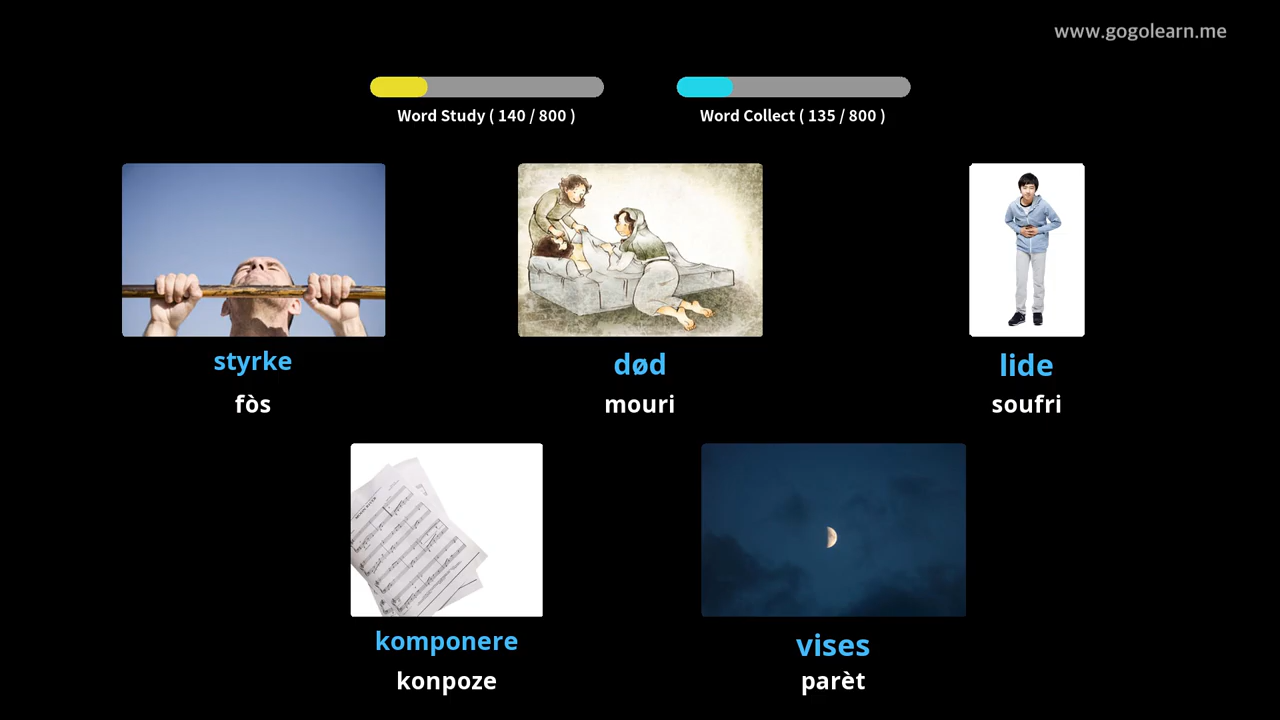 www.gogolearn.me
Word Study ( 140 / 800 )
Word Collect ( 135 / 800 )
styrke
død
lide
fòs
mouri
soufri
komponere
vises
konpoze
parèt